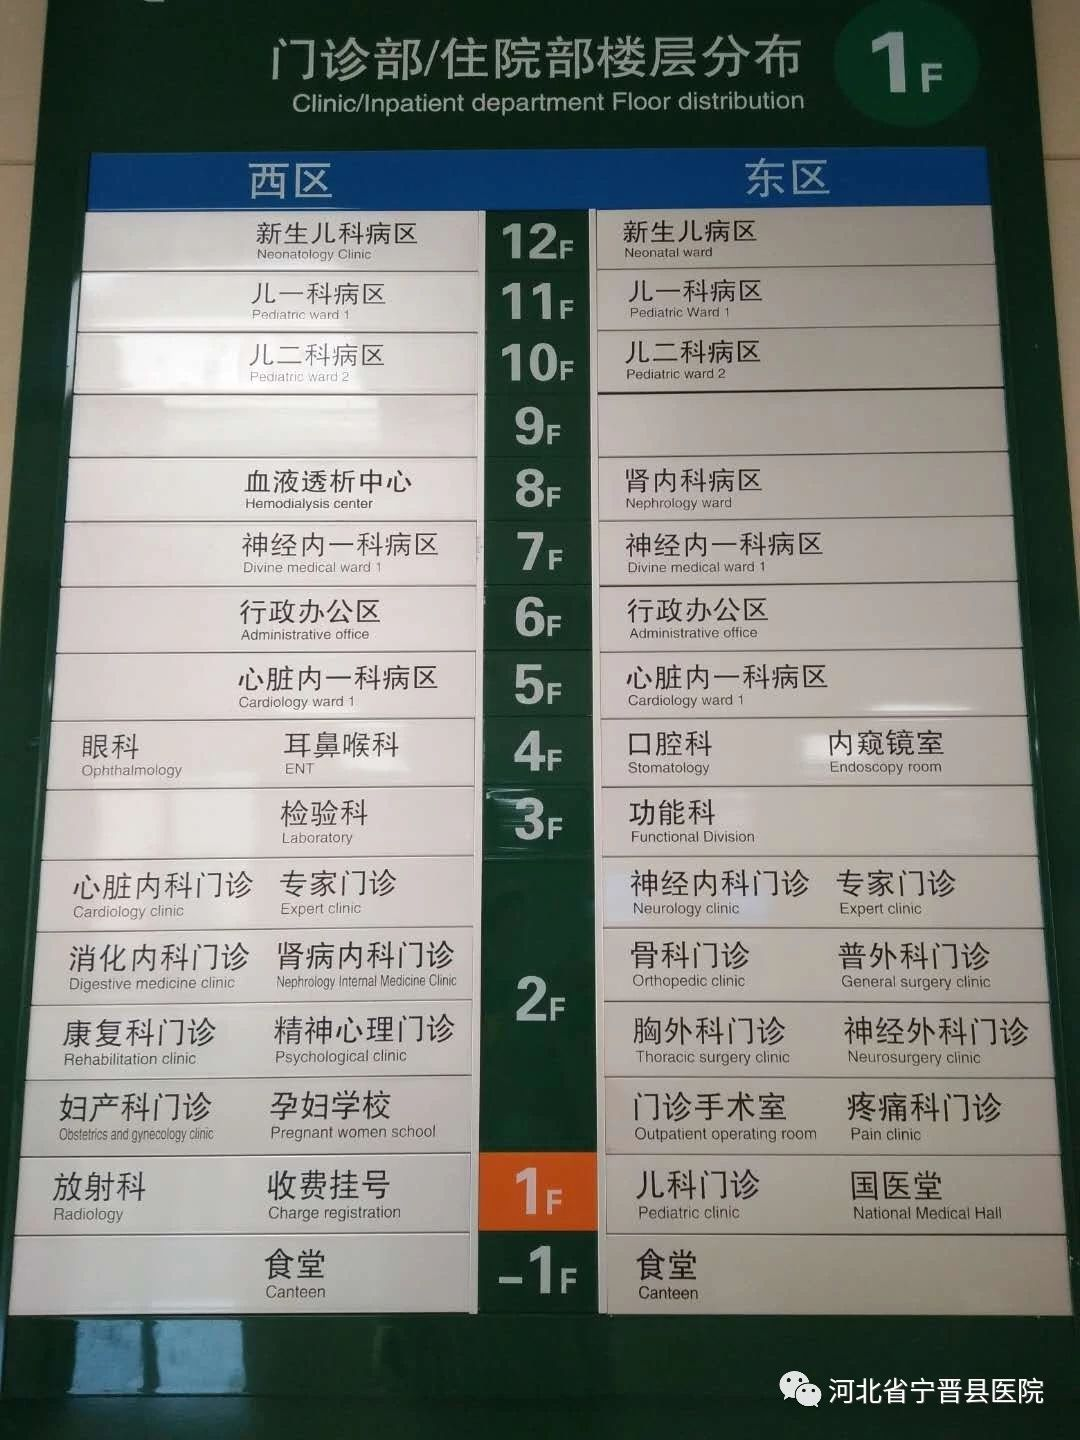 门诊部/住院部楼层分布
1F
Clinic/Inpatient department Floor distribution
西区 东区
新生儿科病区 12F 新生儿病区
Neonatology Clinic Neonatal ward
儿一科病区 11F 儿一科病区
Pediatric ward 1 Pediatric Ward 1
儿二科病区 10F 儿二科病区
Pediatric ward 2 Pediatric ward 2
9F
血液透析中心 8F 肾内科病区
Hemodialysis center Nephrology ward
神经内一科病区 7F 神经内一科病区
Divine medical ward 1 Divine medical ward 1
行政办公区 6F 行政办公区
Administrative office Administrative office
心脏内一科病区 5F 心脏内一科病区
Cardiology ward 1 Cardiology ward 1
眼科 耳鼻喉科 4F 口腔科 内窥镜室
Ophthalmology ENT Stomatology Endoscopy room
检验科 3F 功能科
Laboratory Functional Division
心脏内科门诊 专家门诊 神经内科门诊 专家门诊
Cardiology clinic Expert clinic Neurology clinic Expert clinic
消化内科门诊 肾病内科门诊 骨科门诊 普外科门诊
Digestive medicine clinic Nephrology Internal Medicine Clinic Orthopedic clinic General surgery clinic
2F
康复科门诊 精神心理门诊 胸外科门诊 神经外科门诊
Rehabilitation clinic Psychological clinic Thoracic surgery clinic Neurosurgery clinic
妇产科门诊 孕妇学校 门诊手术室 疼痛科门诊
Obstetrics and gynecology clinic Pregnant women school Outpatient operating room Pain clinic
放射科 收费挂号 1F 儿科门诊 国医堂
Radiology Charge registration Pediatric clinic National Medical Hall
食堂 -1F 食堂
Canteen Canteen
河北省宁晋县医院